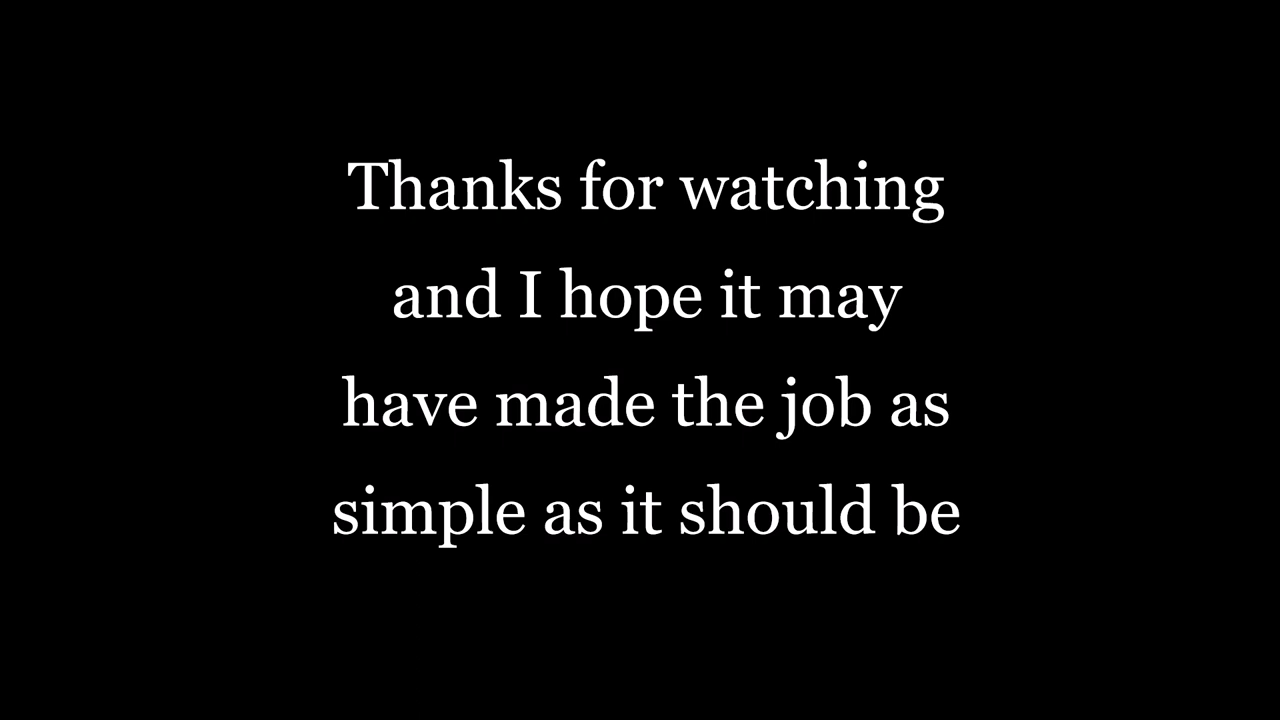 Thanks for watching
and I hope it may
have made the job as
simple as it should be